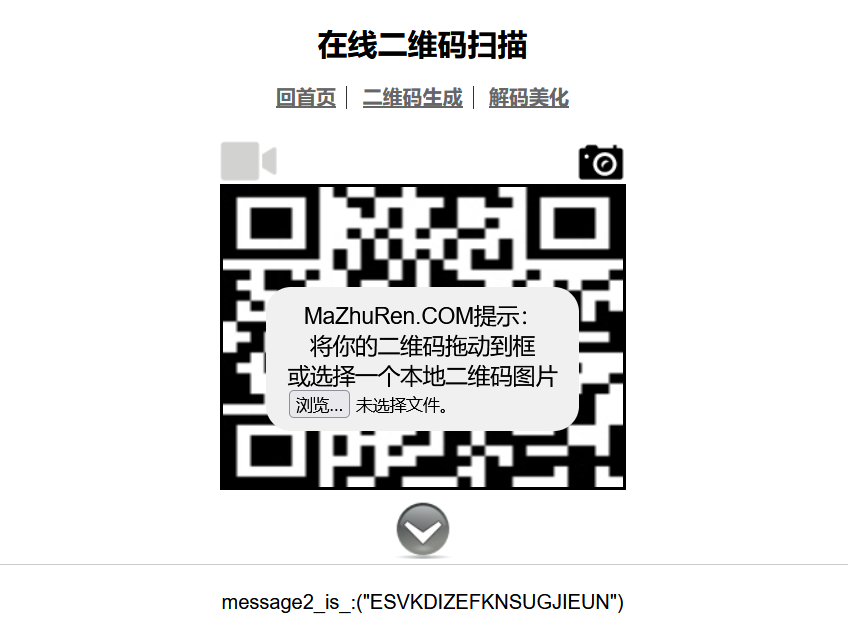 在线二维码扫描
回首页 | 二维码生成 | 解码美化
MaZhuRen.COM提示：
将你的二维码拖动到框
或选择一个本地二维码图片
浏览... 未选择文件。
message2_is_:("ESVKDIZEFKNSUGJIEUN")